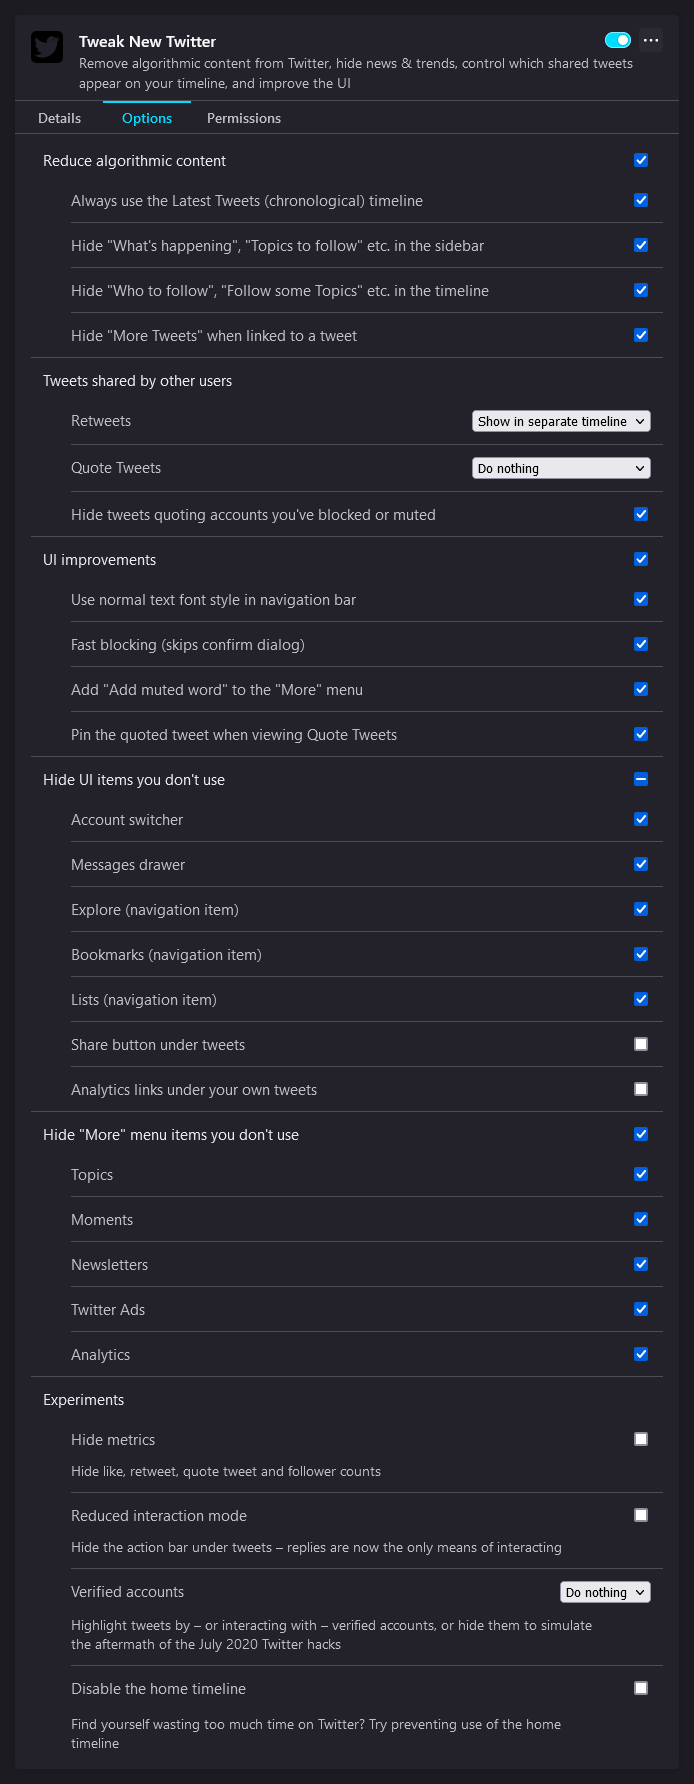 Tweak New Twitter
Remove algorithmic content from Twitter, hide news & trends, control which shared tweets
appear on your timeline, and improve the UI
Details Options Permissions
Reduce algorithmic content
Always use the Latest Tweets (chronological) timeline
Hide "What's happening", "Topics to follow" etc. in the sidebar
Hide "Who to follow", "Follow some Topics" etc. in the timeline
Hide "More Tweets" when linked to a tweet
Tweets shared by other users
Retweets Show in separate timeline
Quote Tweets Do nothing
Hide tweets quoting accounts you've blocked or muted
UI improvements
Use normal text font style in navigation bar
Fast blocking (skips confirm dialog)
Add "Add muted word" to the "More" menu
Pin the quoted tweet when viewing Quote Tweets
Hide UI items you don't use
Account switcher
Messages drawer
Explore (navigation item)
Bookmarks (navigation item)
Lists (navigation item)
Share button under tweets
Analytics links under your own tweets
Hide "More" menu items you don't use
Topics
Moments
Newsletters
Twitter Ads
Analytics
Experiments
Hide metrics
Hide like, retweet, quote tweet and follower counts
Reduced interaction mode
Hide the action bar under tweets – replies are now the only means of interacting
Verified accounts Do nothing
Highlight tweets by – or interacting with – verified accounts, or hide them to simulate
the aftermath of the July 2020 Twitter hacks
Disable the home timeline
Find yourself wasting too much time on Twitter? Try preventing use of the home
timeline